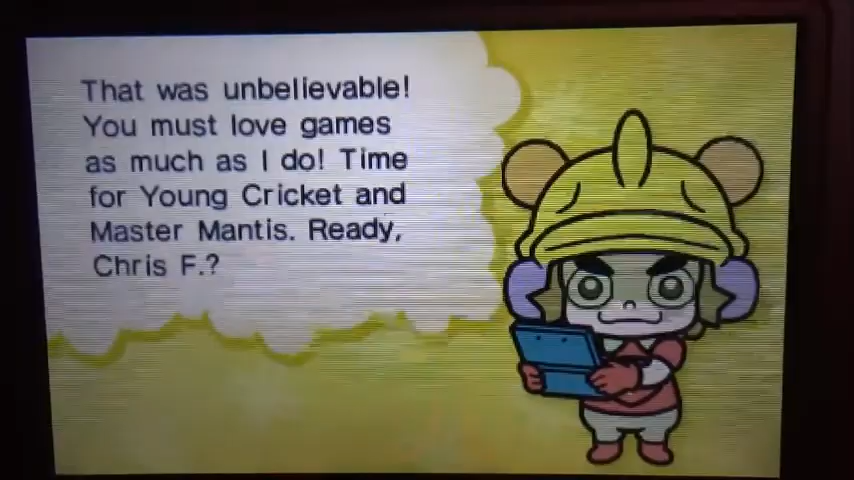 That was unbelievable!
You must love games
as much as I do! Time
for Young Cricket and
Master Mantis. Ready,
Chris F.?